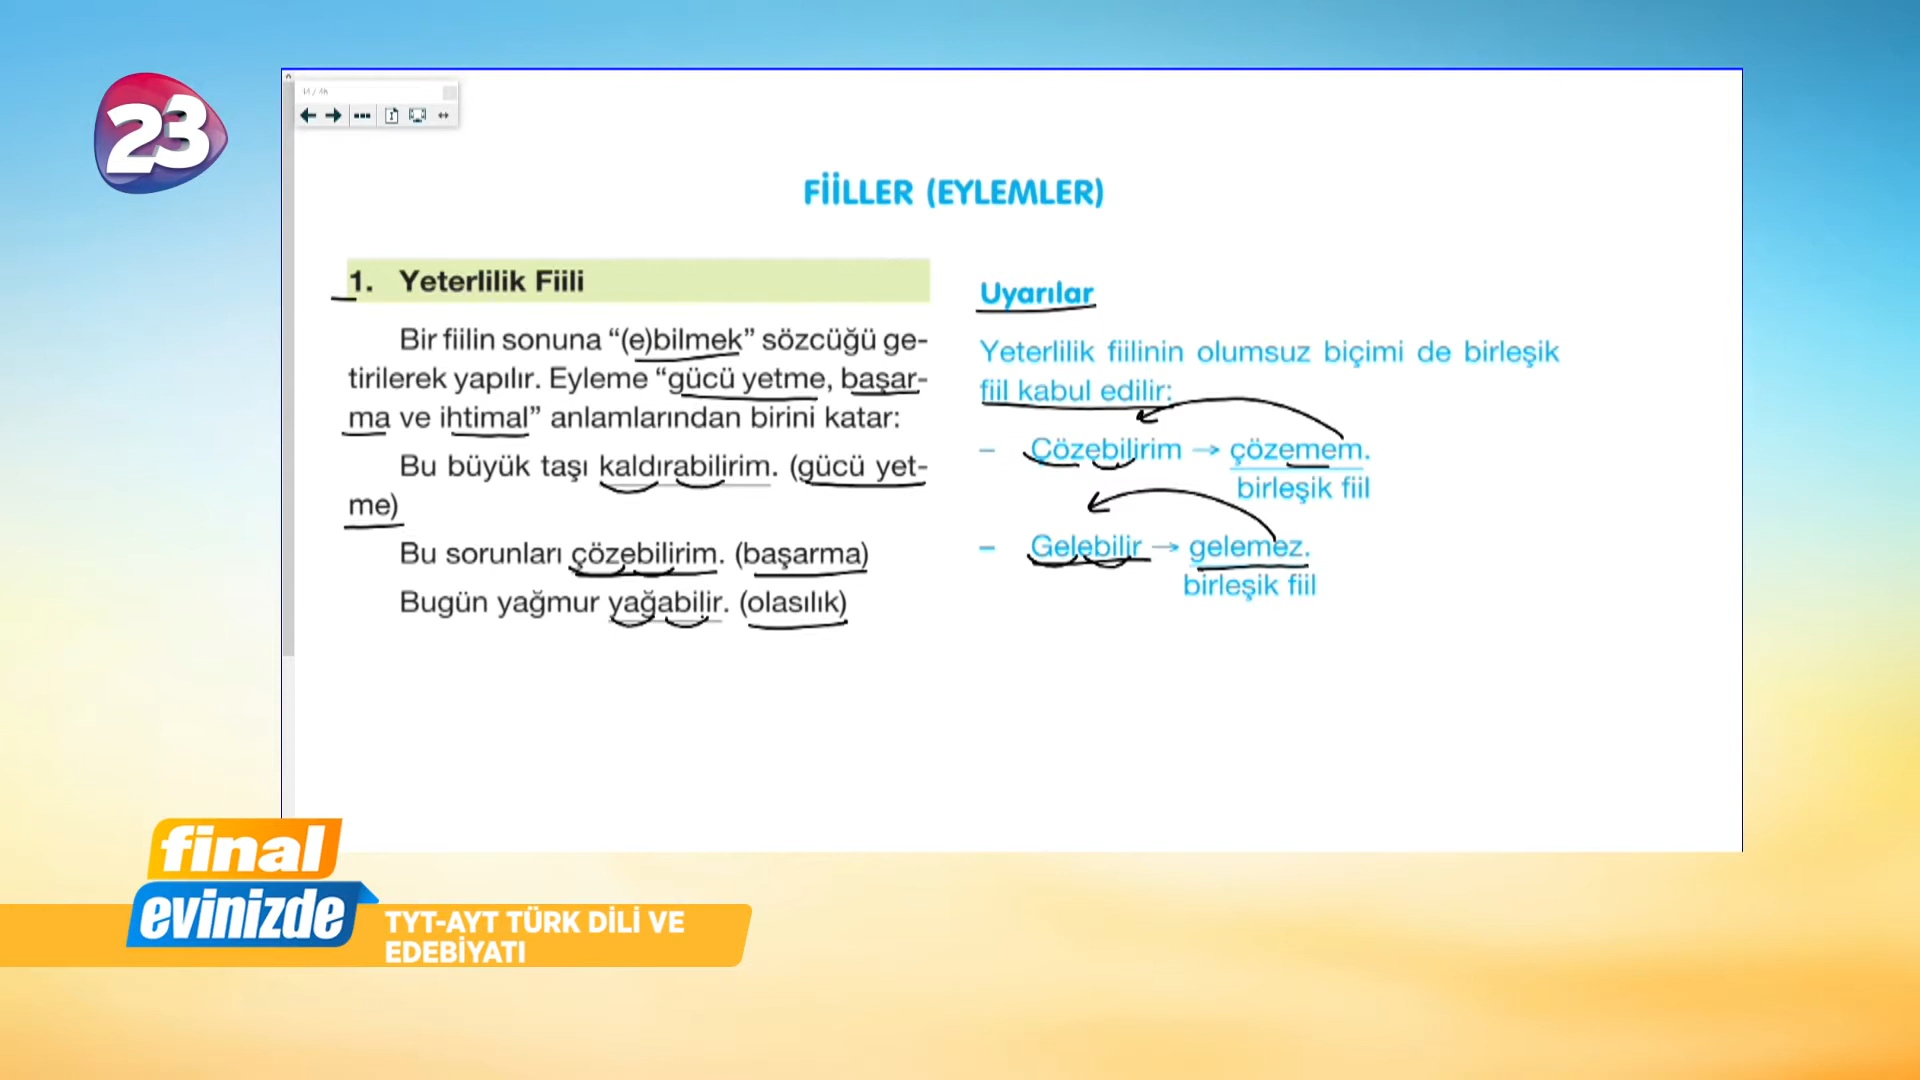 23
14 / 46
FİİLLER (EYLEMLER)
1. Yeterlilik Fiili
Bir fiilin sonuna “(e)bilmek” sözcüğü ge-
tirilerek yapılır. Eyleme “gücü yetme, başar-
ma ve ihtimal” anlamlarından birini katar:
Bu büyük taşı kaldırabilirim. (gücü yet-
me)
Bu sorunları çözebilirim. (başarma)
Bugün yağmur yağabilir. (olasılık)
Uyarılar
Yeterlilik fiilinin olumsuz biçimi de birleşik
fiil kabul edilir:
– Çözebilirim → çözemem.
birleşik fiil
– Gelebilir → gelemez.
birleşik fiil
final
evinizde
TYT-AYT TÜRK DİLİ VE
EDEBİYATI